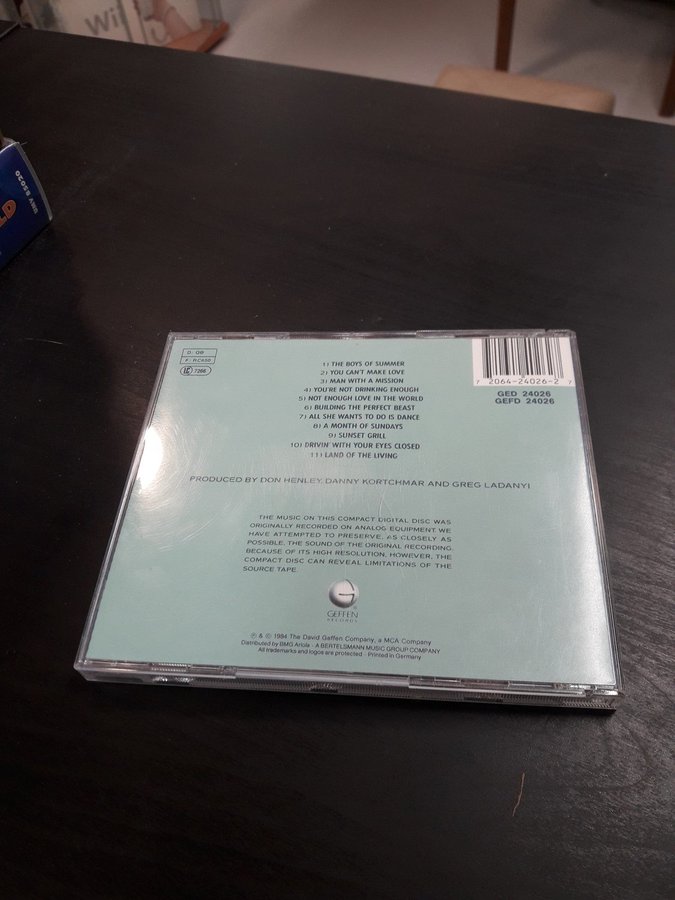 Wi
UMV 85020
LD
D: GB
F: RC650
LC 7266
1) THE BOYS OF SUMMER
2) YOU CAN'T MAKE LOVE
3) MAN WITH A MISSION
4) YOU'RE NOT DRINKING ENOUGH
5) NOT ENOUGH LOVE IN THE WORLD
6) BUILDING THE PERFECT BEAST
7) ALL SHE WANTS TO DO IS DANCE
8) A MONTH OF SUNDAYS
9) SUNSET GRILL
10) DRIVIN' WITH YOUR EYES CLOSED
11) LAND OF THE LIVING
7 2064-24026-2 7
GED 24026
GEFD 24026
PRODUCED BY DON HENLEY, DANNY KORTCHMAR AND GREG LADANYI
THE MUSIC ON THIS COMPACT DIGITAL DISC WAS
ORIGINALLY RECORDED ON ANALOG EQUIPMENT. WE
HAVE ATTEMPTED TO PRESERVE, AS CLOSELY AS
POSSIBLE, THE SOUND OF THE ORIGINAL RECORDING.
BECAUSE OF ITS HIGH RESOLUTION, HOWEVER, THE
COMPACT DISC CAN REVEAL LIMITATIONS OF THE
SOURCE TAPE.
GEFFEN
RECORDS
℗ & © 1984 The David Geffen Company, a MCA Company
Distributed by BMG Ariola - A BERTELSMANN MUSIC GROUP COMPANY
All trademarks and logos are protected · Printed in Germany